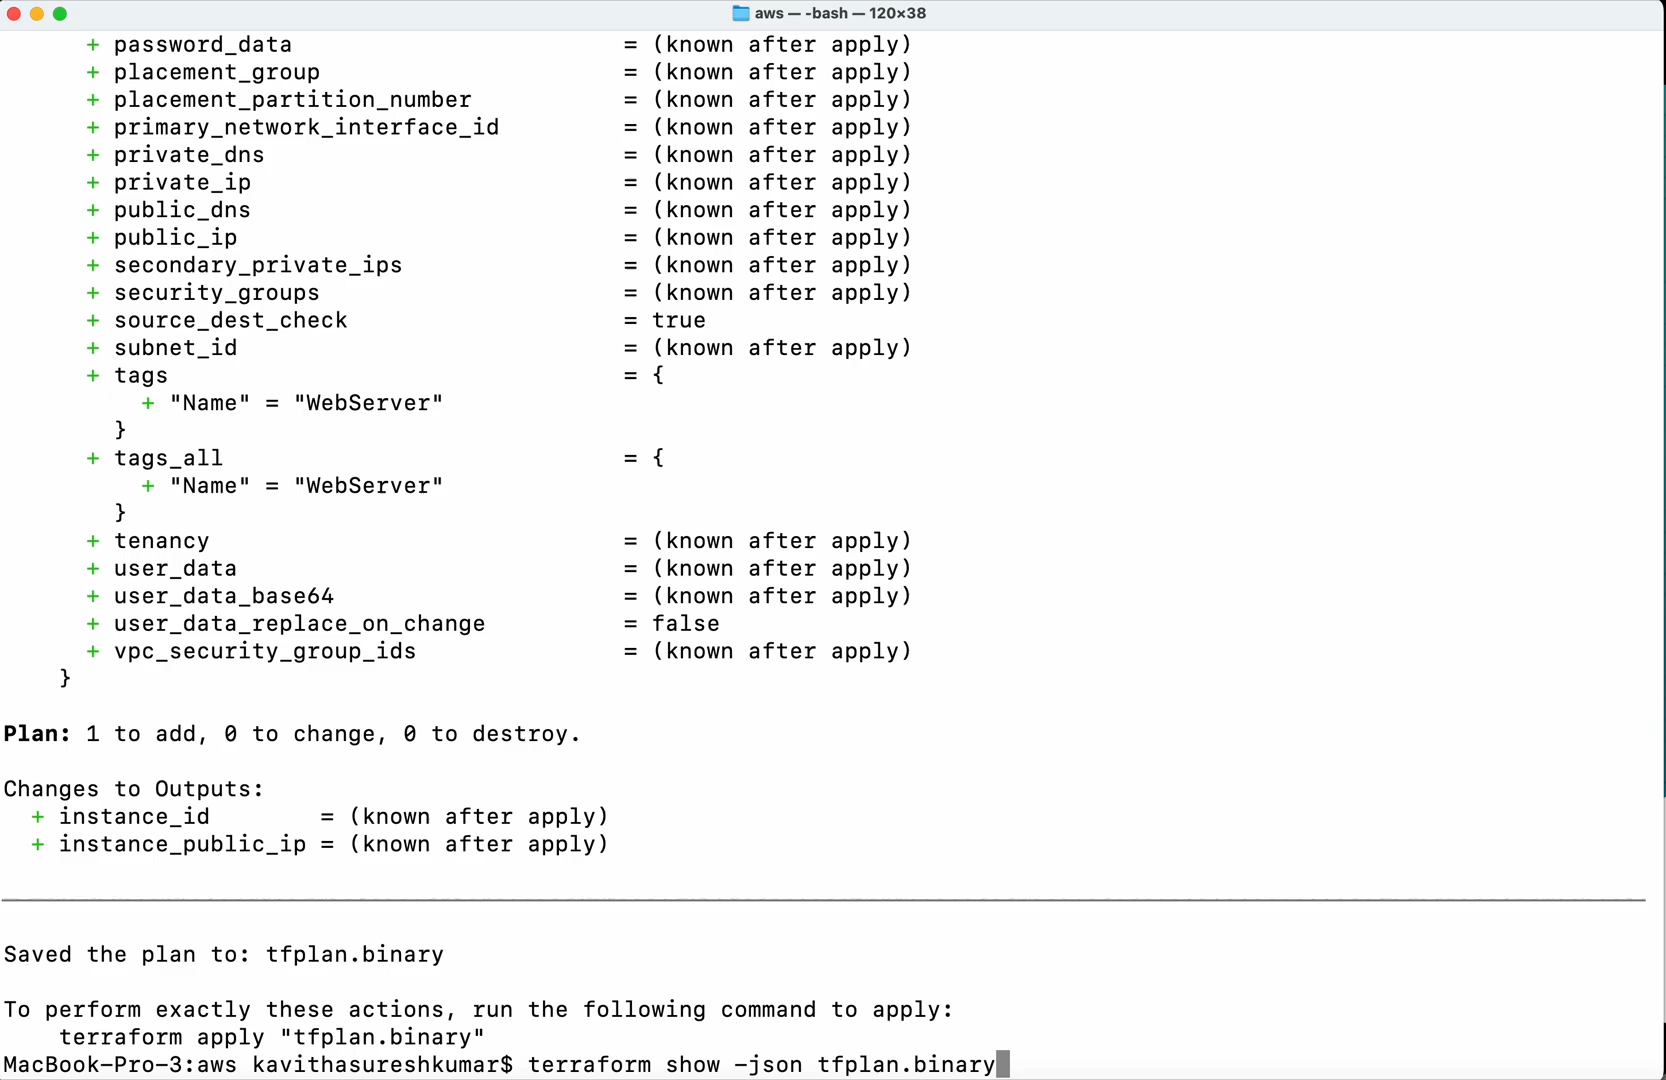 aws — -bash — 120×38
+ password_data = (known after apply)
+ placement_group = (known after apply)
+ placement_partition_number = (known after apply)
+ primary_network_interface_id = (known after apply)
+ private_dns = (known after apply)
+ private_ip = (known after apply)
+ public_dns = (known after apply)
+ public_ip = (known after apply)
+ secondary_private_ips = (known after apply)
+ security_groups = (known after apply)
+ source_dest_check = true
+ subnet_id = (known after apply)
+ tags = {
+ "Name" = "WebServer"
}
+ tags_all = {
+ "Name" = "WebServer"
}
+ tenancy = (known after apply)
+ user_data = (known after apply)
+ user_data_base64 = (known after apply)
+ user_data_replace_on_change = false
+ vpc_security_group_ids = (known after apply)
}
Plan: 1 to add, 0 to change, 0 to destroy.
Changes to Outputs:
+ instance_id = (known after apply)
+ instance_public_ip = (known after apply)
Saved the plan to: tfplan.binary
To perform exactly these actions, run the following command to apply:
terraform apply "tfplan.binary"
MacBook-Pro-3:aws kavithasureshkumar$ terraform show -json tfplan.binary